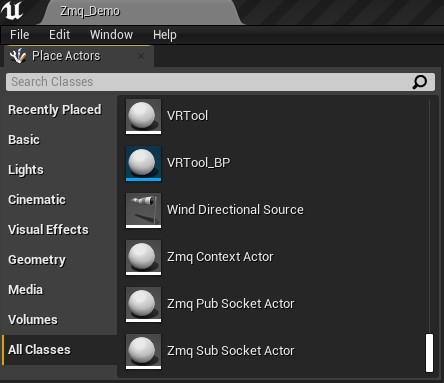 Zmq_Demo
File Edit Window Help
Place Actors
Search Classes
Recently Placed
Basic
Lights
Cinematic
Visual Effects
Geometry
Media
Volumes
All Classes
VRTool
VRTool_BP
Wind Directional Source
Zmq Context Actor
Zmq Pub Socket Actor
Zmq Sub Socket Actor